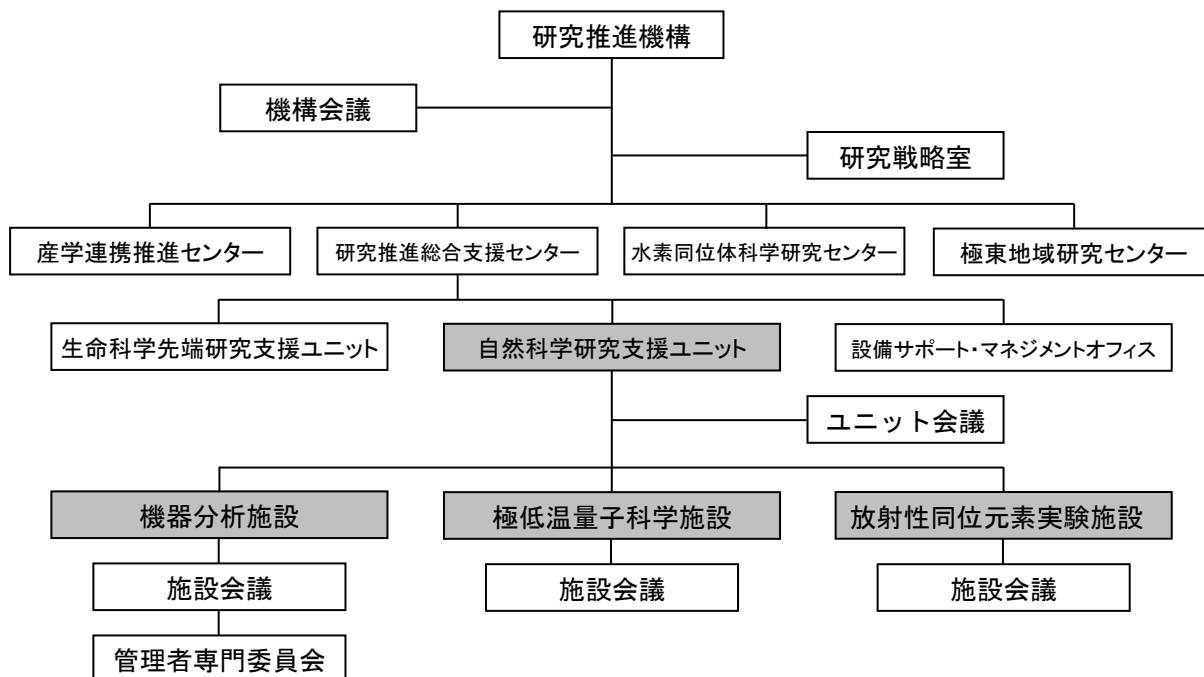 研究推進機構
機構会議
研究戦略室
産学連携推進センター
研究推進総合支援センター
水素同位体科学研究センター
極東地域研究センター
生命科学先端研究支援ユニット
自然科学研究支援ユニット
設備サポート・マネジメントオフィス
ユニット会議
機器分析施設
極低温量子科学施設
放射性同位元素実験施設
施設会議
施設会議
施設会議
管理者専門委員会